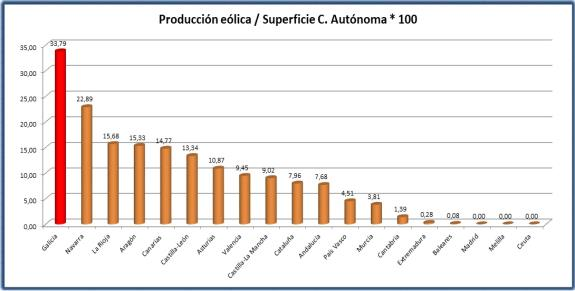 Producción eólica / Superficie C. Autónoma * 100
35,00
30,00
25,00
20,00
15,00
10,00
5,00
0,00
33,79
22,89
15,68
15,33
14,77
13,34
10,87
9,45
9,02
7,96
7,68
4,51
3,81
1,59
0,28
0,08
0,00
0,00
0,00
Galicia
Navarra
La Rioja
Aragón
Canarias
Castilla-León
Asturias
Valencia
Castilla-La Mancha
Cataluña
Andalucia
País Vasco
Murcia
Cantabria
Extremadura
Baleares
Madrid
Melilla
Ceuta